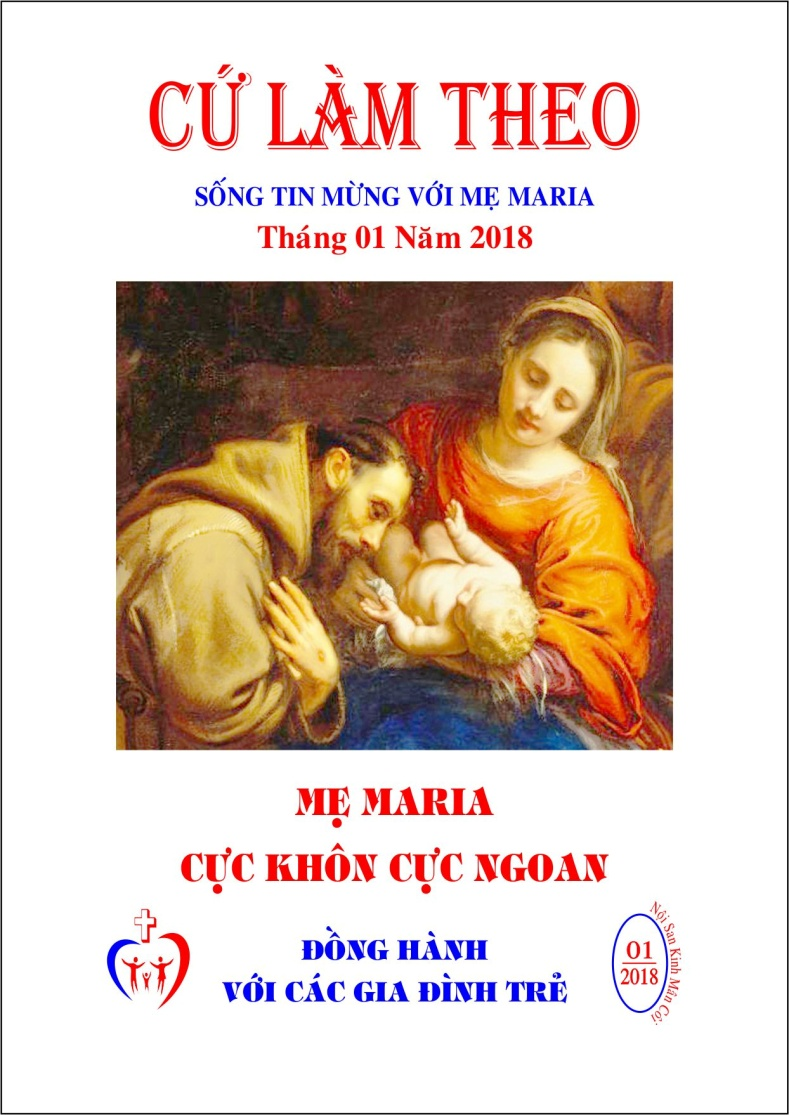 CỨ LÀM THEO
SỐNG TIN MỪNG VỚI MẸ MARIA
Tháng 01 Năm 2018
MẸ MARIA
CỰC KHÔN CỰC NGOAN
ĐỒNG HÀNH
VỚI CÁC GIA ĐÌNH TRẺ
Nội San Kinh Mân Côi
01
2018